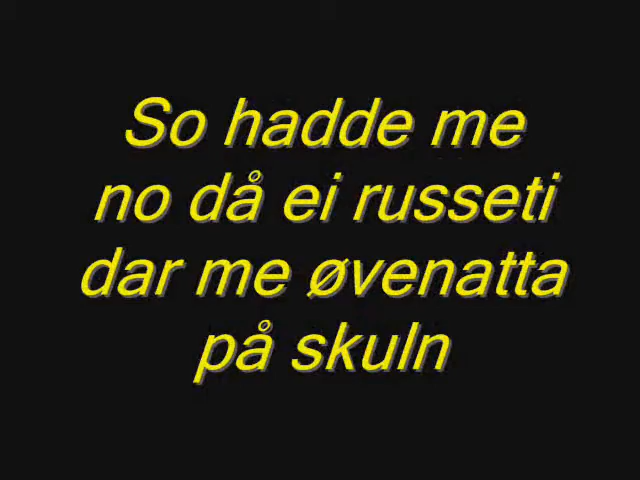 So hadde me
no då ei russeti
dar me øvenatta
på skuln